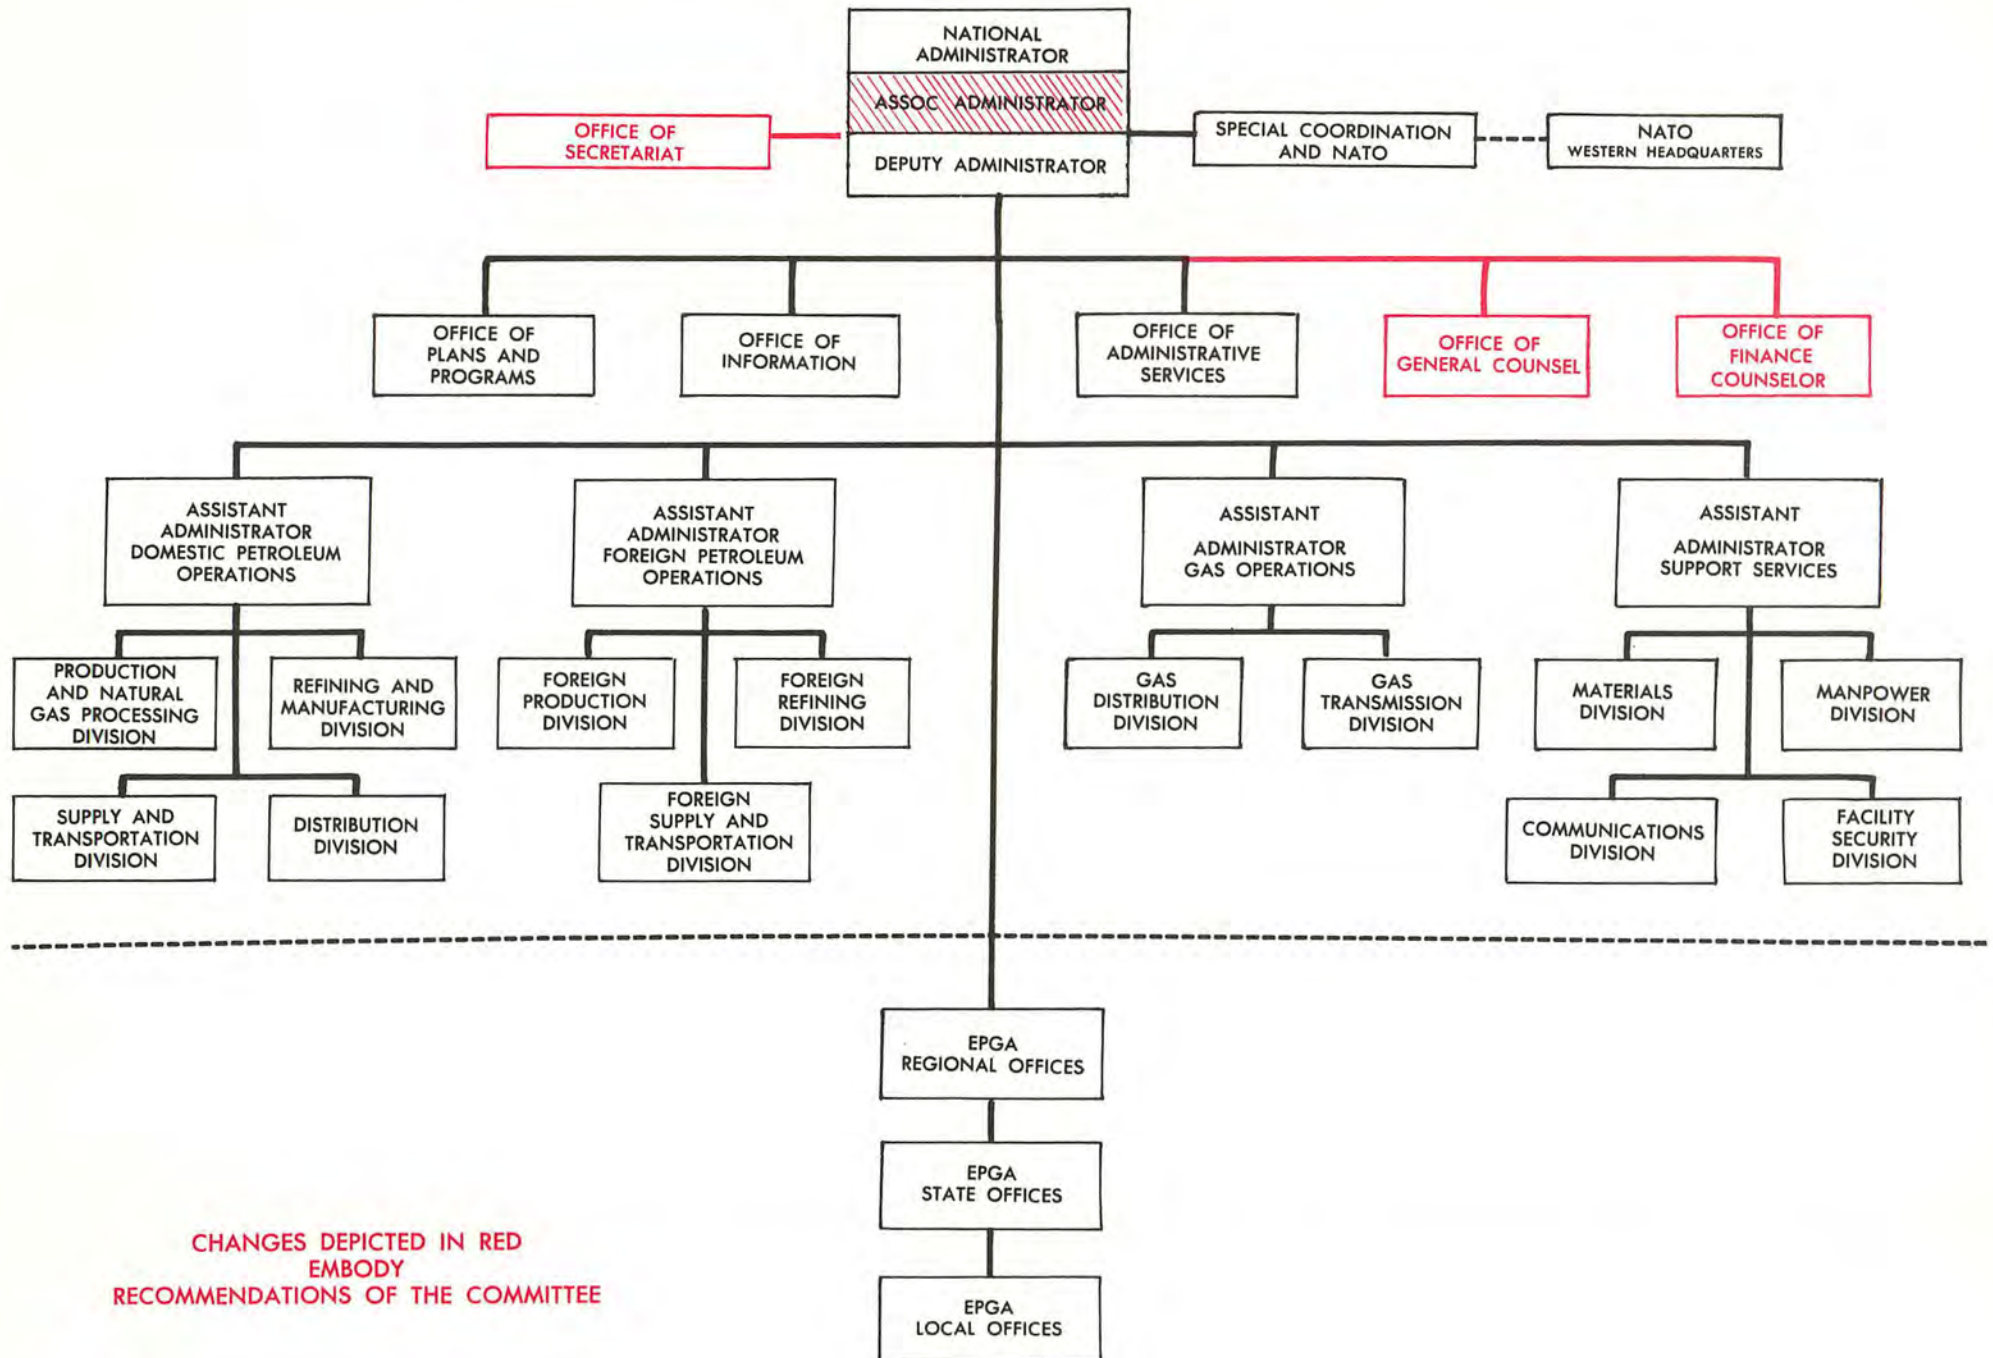 NATIONAL
ADMINISTRATOR
ASSOC ADMINISTRATOR
DEPUTY ADMINISTRATOR
OFFICE OF
SECRETARIAT
SPECIAL COORDINATION
AND NATO
NATO
WESTERN HEADQUARTERS
OFFICE OF
PLANS AND
PROGRAMS
OFFICE OF
INFORMATION
OFFICE OF
ADMINISTRATIVE
SERVICES
OFFICE OF
GENERAL COUNSEL
OFFICE OF
FINANCE
COUNSELOR
ASSISTANT
ADMINISTRATOR
DOMESTIC PETROLEUM
OPERATIONS
ASSISTANT
ADMINISTRATOR
FOREIGN PETROLEUM
OPERATIONS
ASSISTANT
ADMINISTRATOR
GAS OPERATIONS
ASSISTANT
ADMINISTRATOR
SUPPORT SERVICES
PRODUCTION
AND NATURAL
GAS PROCESSING
DIVISION
REFINING AND
MANUFACTURING
DIVISION
FOREIGN
PRODUCTION
DIVISION
FOREIGN
REFINING
DIVISION
GAS
DISTRIBUTION
DIVISION
GAS
TRANSMISSION
DIVISION
MATERIALS
DIVISION
MANPOWER
DIVISION
SUPPLY AND
TRANSPORTATION
DIVISION
DISTRIBUTION
DIVISION
FOREIGN
SUPPLY AND
TRANSPORTATION
DIVISION
COMMUNICATIONS
DIVISION
FACILITY
SECURITY
DIVISION
EPGA
REGIONAL OFFICES
EPGA
STATE OFFICES
EPGA
LOCAL OFFICES
CHANGES DEPICTED IN RED
EMBODY
RECOMMENDATIONS OF THE COMMITTEE